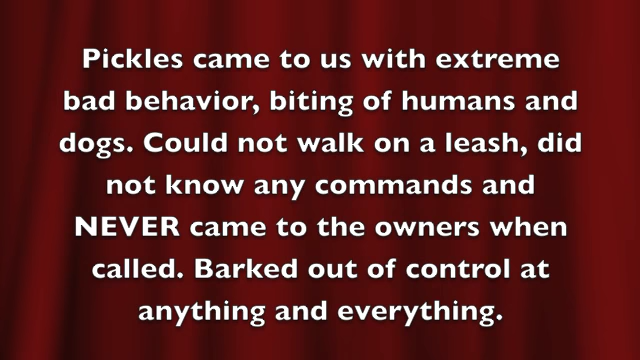 Pickles came to us with extreme
bad behavior, biting of humans and
dogs. Could not walk on a leash, did
not know any commands and
NEVER came to the owners when
called. Barked out of control at
anything and everything.